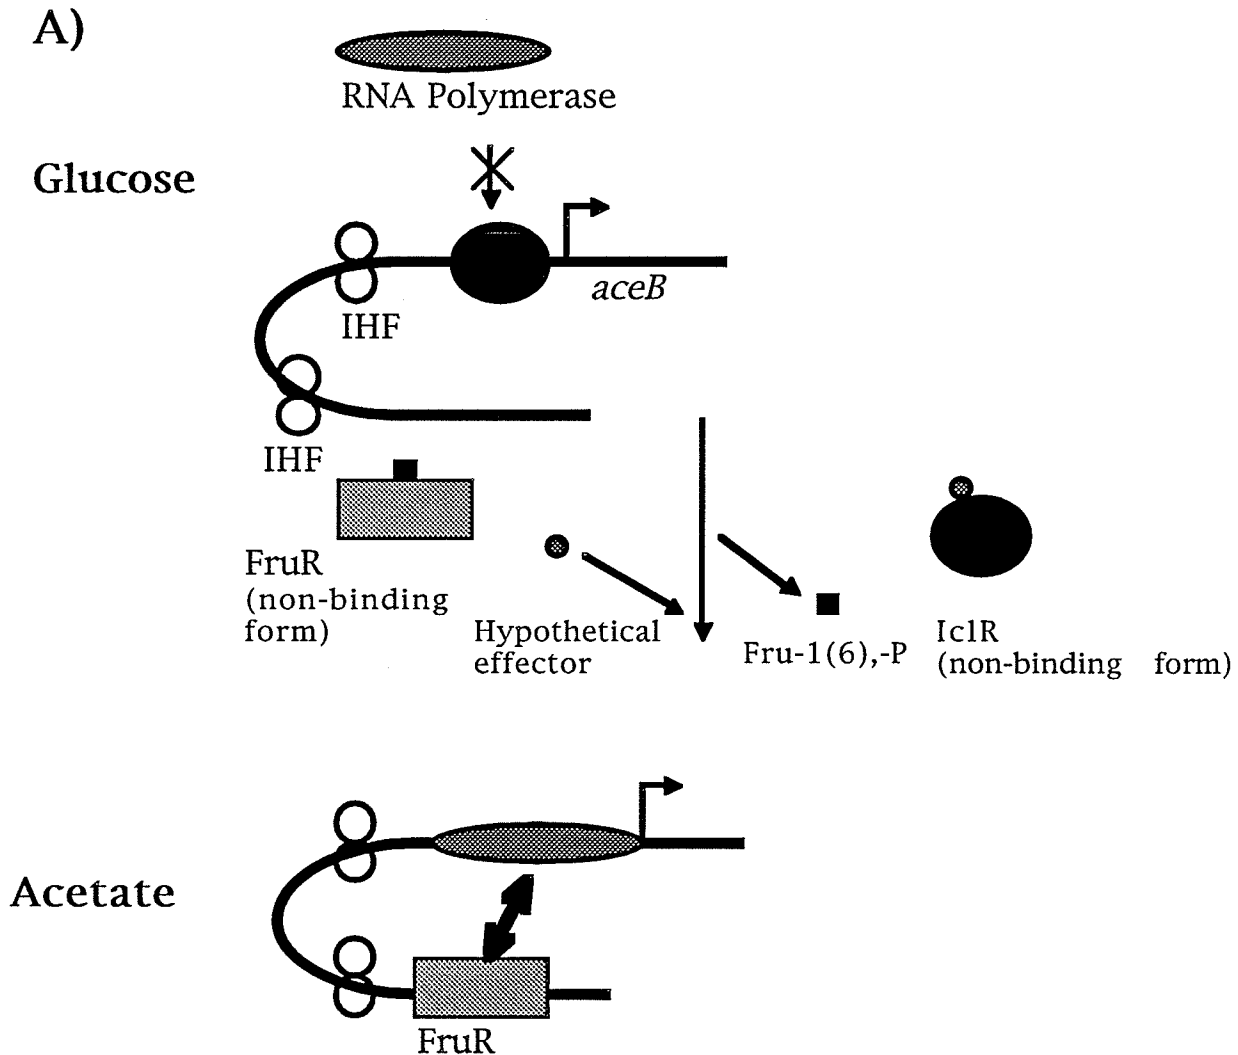 A)
RNA Polymerase
Glucose
aceB
IHF
IHF
FruR
(non-binding
form)
Hypothetical
effector
Fru-1(6),-P
IclR
(non-binding form)
Acetate
FruR